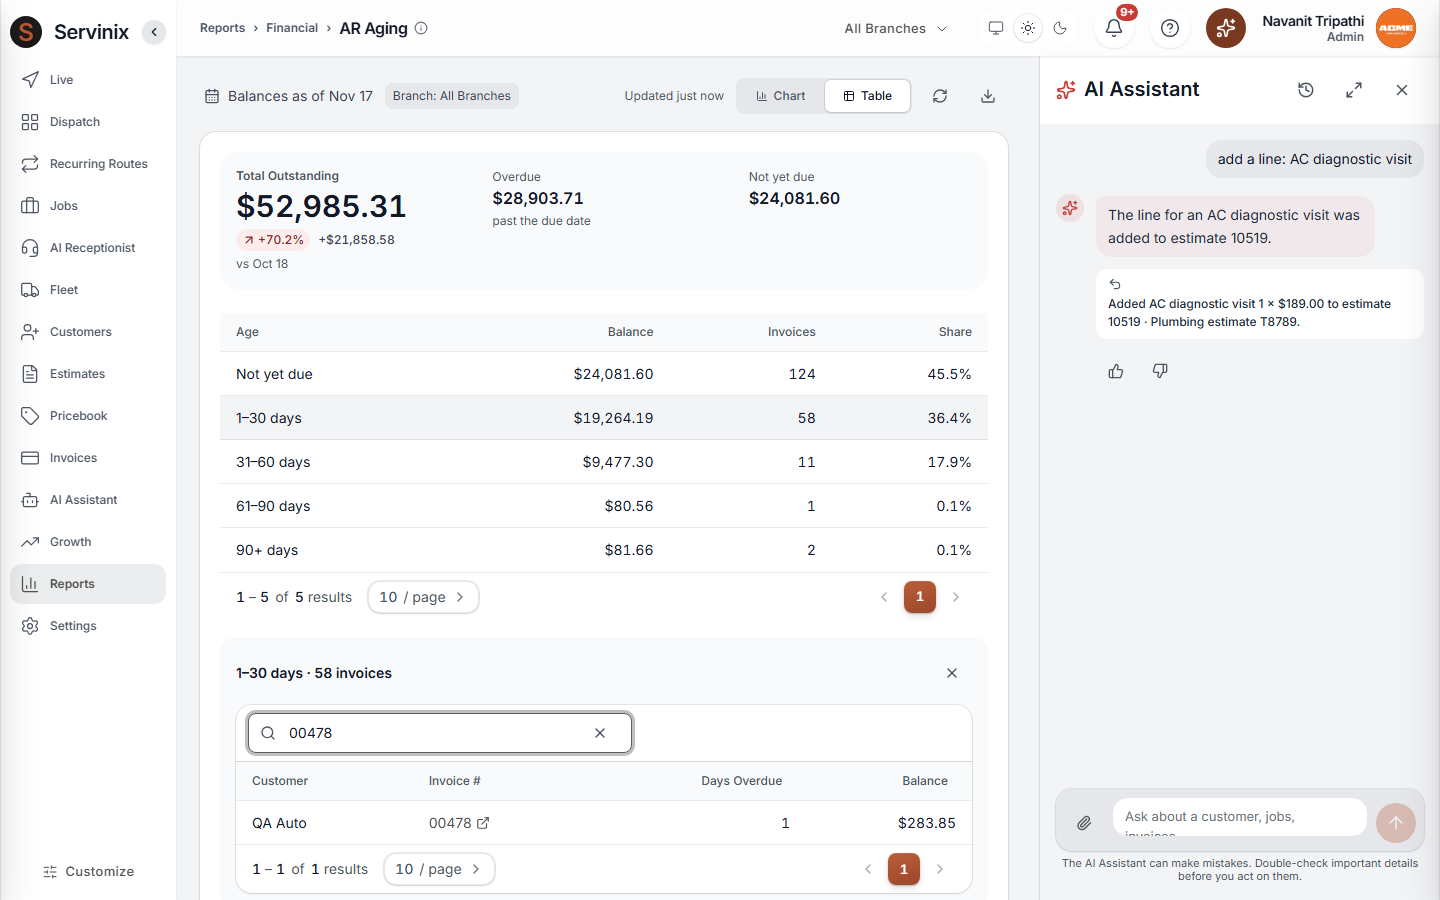 Servinix
Live
Dispatch
Recurring Routes
Jobs
AI Receptionist
Fleet
Customers
Estimates
Pricebook
Invoices
AI Assistant
Growth
Reports
Settings
Customize
Reports > Financial > AR Aging
All Branches
9+
Navanit Tripathi
Admin
ACME
Balances as of Nov 17
Branch: All Branches
Updated just now
Chart
Table
Total Outstanding
$52,985.31
+70.2% +$21,858.58
vs Oct 18
Overdue
$28,903.71
past the due date
Not yet due
$24,081.60
Age Balance Invoices Share
Not yet due $24,081.60 124 45.5%
1–30 days $19,264.19 58 36.4%
31–60 days $9,477.30 11 17.9%
61–90 days $80.56 1 0.1%
90+ days $81.66 2 0.1%
1 – 5 of 5 results 10 / page 1
1–30 days · 58 invoices
00478
Customer Invoice # Days Overdue Balance
QA Auto 00478 1 $283.85
1 – 1 of 1 results 10 / page 1
AI Assistant
add a line: AC diagnostic visit
The line for an AC diagnostic visit was
added to estimate 10519.
Added AC diagnostic visit 1 × $189.00 to estimate
10519 · Plumbing estimate T8789.
Ask about a customer, jobs,
invoices
The AI Assistant can make mistakes. Double-check important details
before you act on them.